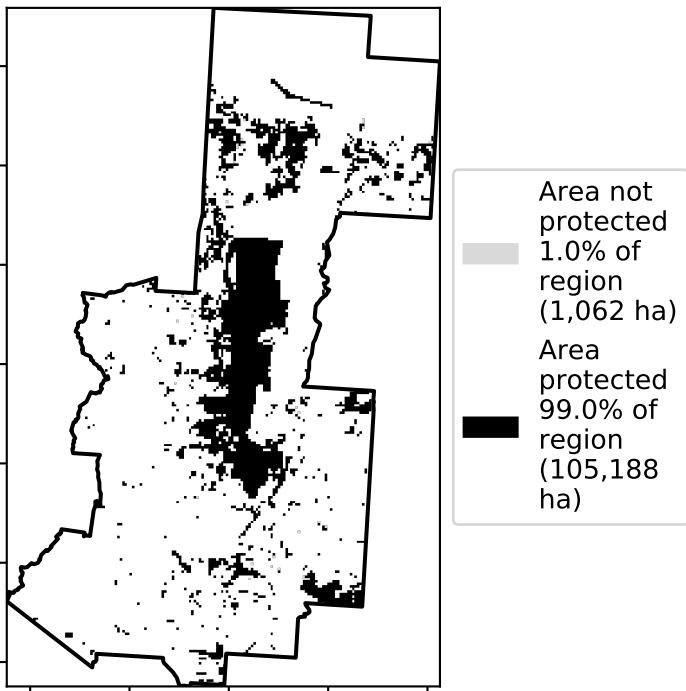 Area not
protected
1.0% of
region
(1,062 ha)
Area
protected
99.0% of
region
(105,188
ha)